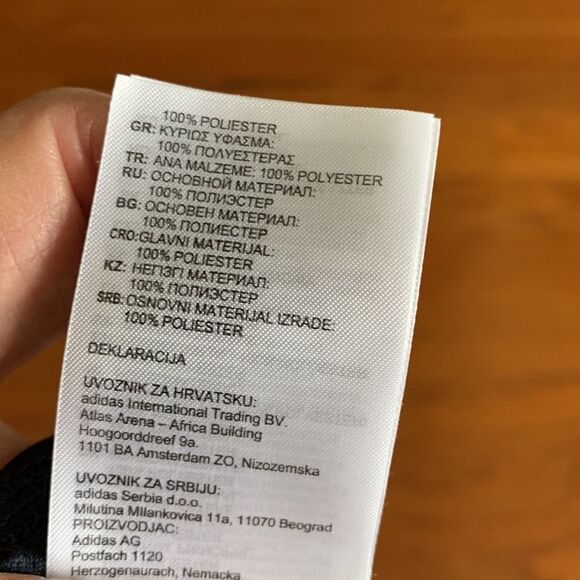 100% POLIESTER
GR: ΚΥΡΙΩΣ ΥΦΑΣΜΑ:
100% ΠΟΛΥΕΣΤΕΡΑΣ
TR: ANA MALZEME: 100% POLYESTER
RU: ОСНОВНОЙ МАТЕРИАЛ:
100% ПОЛИЭСТЕР
BG: ОСНОВЕН МАТЕРИАЛ:
100% ПОЛИЕСТЕР
CRO: GLAVNI MATERIJAL:
100% POLIESTER
KZ: НЕГІЗГІ МАТЕРИАЛ:
100% ПОЛИЭСТЕР
SRB: OSNOVNI MATERIJAL IZRADE:
100% POLIESTER
DEKLARACIJA
UVOZNIK ZA HRVATSKU:
adidas International Trading BV.
Atlas Arena – Africa Building
Hoogoorddreef 9a.
1101 BA Amsterdam ZO, Nizozemska
UVOZNIK ZA SRBIJU:
adidas Serbia d.o.o.
Milutina Milankovica 11a, 11070 Beograd
PROIZVODJAC:
Adidas AG
Postfach 1120
Herzogenaurach, Nemacka